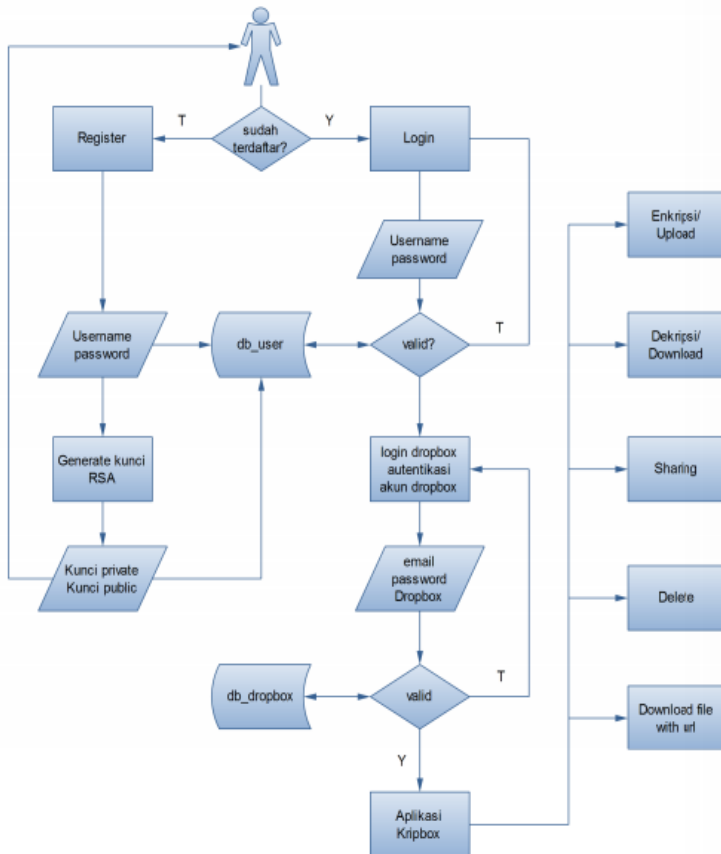 sudah
terdaftar?
T
Y
Register
Login
Username
password
Enkripsi/
Upload
Username
password
db_user
valid?
T
Dekripsi/
Download
Generate kunci
RSA
login dropbox
autentikasi
akun dropbox
Sharing
Kunci private
Kunci public
email
password
Dropbox
Delete
db_dropbox
valid
T
Download file
with url
Y
Aplikasi
Kripbox